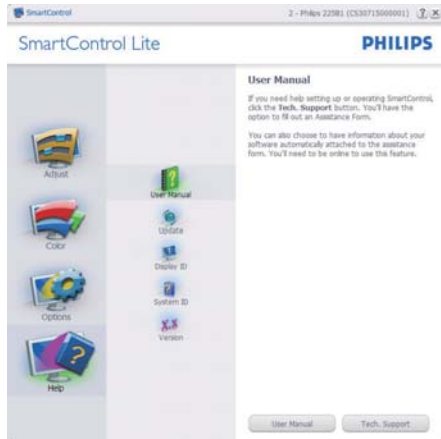 SmartControl
2 - Philips 225B1 (CS30715000001)
SmartControl Lite
PHILIPS
Adjust
Color
Options
Help
User Manual
Update
Display ID
System ID
Version
User Manual
If you need help setting up or operating SmartControl,
click the Tech. Support button. You'll have the
option to fill out an Assistance Form.
You can also choose to have information about your
software automatically attached to the assistance
form. You'll need to be online to use this feature.
User Manual
Tech. Support